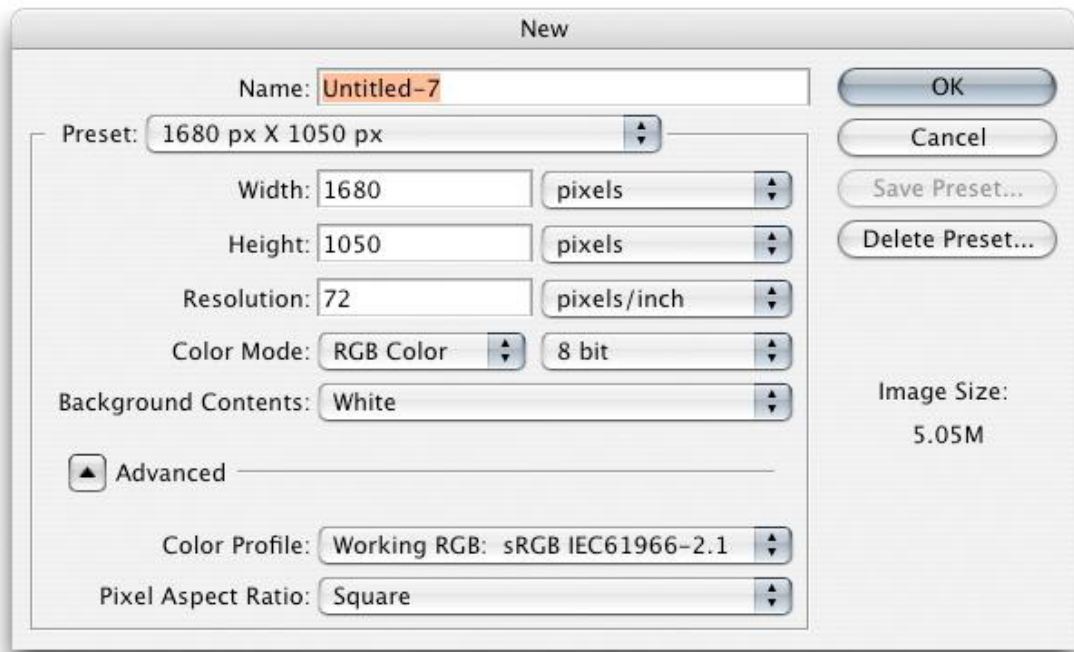 New
Name: Untitled-7
OK
Preset: 1680 px X 1050 px
Cancel
Width: 1680 pixels
Save Preset...
Height: 1050 pixels
Delete Preset...
Resolution: 72 pixels/inch
Color Mode: RGB Color 8 bit
Background Contents: White
Image Size:
5.05M
Advanced
Color Profile: Working RGB: sRGB IEC61966-2.1
Pixel Aspect Ratio: Square